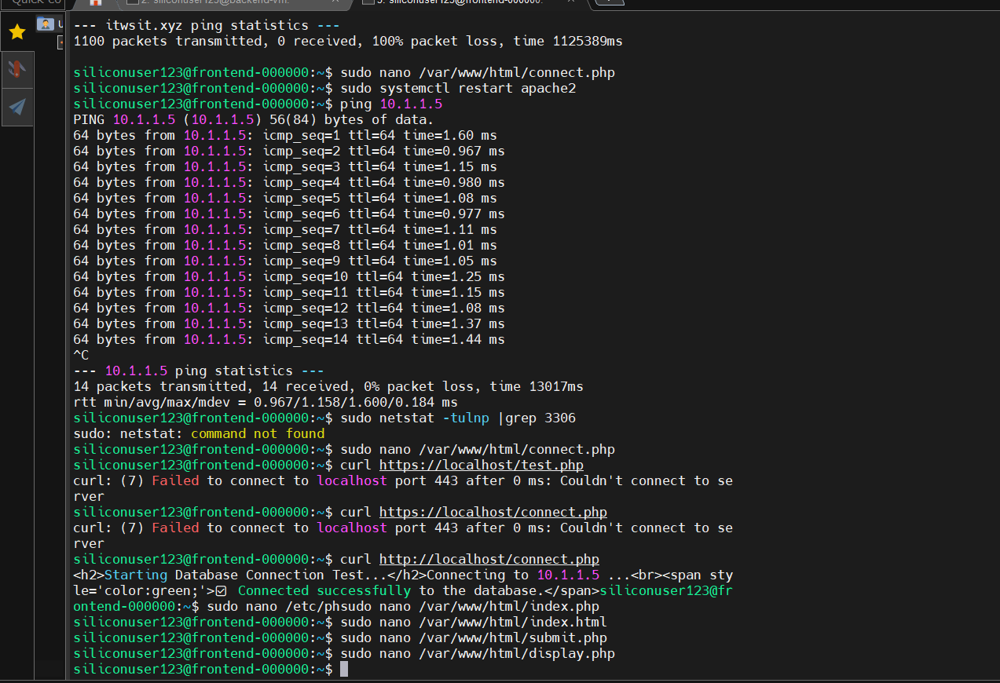 Quick Co
2. siliconuser123@backend-vm:
3. siliconuser123@frontend-000000:
U
--- itwsit.xyz ping statistics ---
1100 packets transmitted, 0 received, 100% packet loss, time 1125389ms
siliconuser123@frontend-000000:~$ sudo nano /var/www/html/connect.php
siliconuser123@frontend-000000:~$ sudo systemctl restart apache2
siliconuser123@frontend-000000:~$ ping 10.1.1.5
PING 10.1.1.5 (10.1.1.5) 56(84) bytes of data.
64 bytes from 10.1.1.5: icmp_seq=1 ttl=64 time=1.60 ms
64 bytes from 10.1.1.5: icmp_seq=2 ttl=64 time=0.967 ms
64 bytes from 10.1.1.5: icmp_seq=3 ttl=64 time=1.15 ms
64 bytes from 10.1.1.5: icmp_seq=4 ttl=64 time=0.980 ms
64 bytes from 10.1.1.5: icmp_seq=5 ttl=64 time=1.08 ms
64 bytes from 10.1.1.5: icmp_seq=6 ttl=64 time=0.977 ms
64 bytes from 10.1.1.5: icmp_seq=7 ttl=64 time=1.11 ms
64 bytes from 10.1.1.5: icmp_seq=8 ttl=64 time=1.01 ms
64 bytes from 10.1.1.5: icmp_seq=9 ttl=64 time=1.05 ms
64 bytes from 10.1.1.5: icmp_seq=10 ttl=64 time=1.25 ms
64 bytes from 10.1.1.5: icmp_seq=11 ttl=64 time=1.15 ms
64 bytes from 10.1.1.5: icmp_seq=12 ttl=64 time=1.08 ms
64 bytes from 10.1.1.5: icmp_seq=13 ttl=64 time=1.37 ms
64 bytes from 10.1.1.5: icmp_seq=14 ttl=64 time=1.44 ms
^C
--- 10.1.1.5 ping statistics ---
14 packets transmitted, 14 received, 0% packet loss, time 13017ms
rtt min/avg/max/mdev = 0.967/1.158/1.600/0.184 ms
siliconuser123@frontend-000000:~$ sudo netstat -tulnp |grep 3306
sudo: netstat: command not found
siliconuser123@frontend-000000:~$ sudo nano /var/www/html/connect.php
siliconuser123@frontend-000000:~$ curl https://localhost/test.php
curl: (7) Failed to connect to localhost port 443 after 0 ms: Couldn't connect to se
rver
siliconuser123@frontend-000000:~$ curl https://localhost/connect.php
curl: (7) Failed to connect to localhost port 443 after 0 ms: Couldn't connect to se
rver
siliconuser123@frontend-000000:~$ curl http://localhost/connect.php
<h2>Starting Database Connection Test...</h2>Connecting to 10.1.1.5 ...<br><span sty
le='color:green;'>☑ Connected successfully to the database.</span>siliconuser123@fr
ontend-000000:~$ sudo nano /etc/phsudo nano /var/www/html/index.php
siliconuser123@frontend-000000:~$ sudo nano /var/www/html/index.html
siliconuser123@frontend-000000:~$ sudo nano /var/www/html/submit.php
siliconuser123@frontend-000000:~$ sudo nano /var/www/html/display.php
siliconuser123@frontend-000000:~$